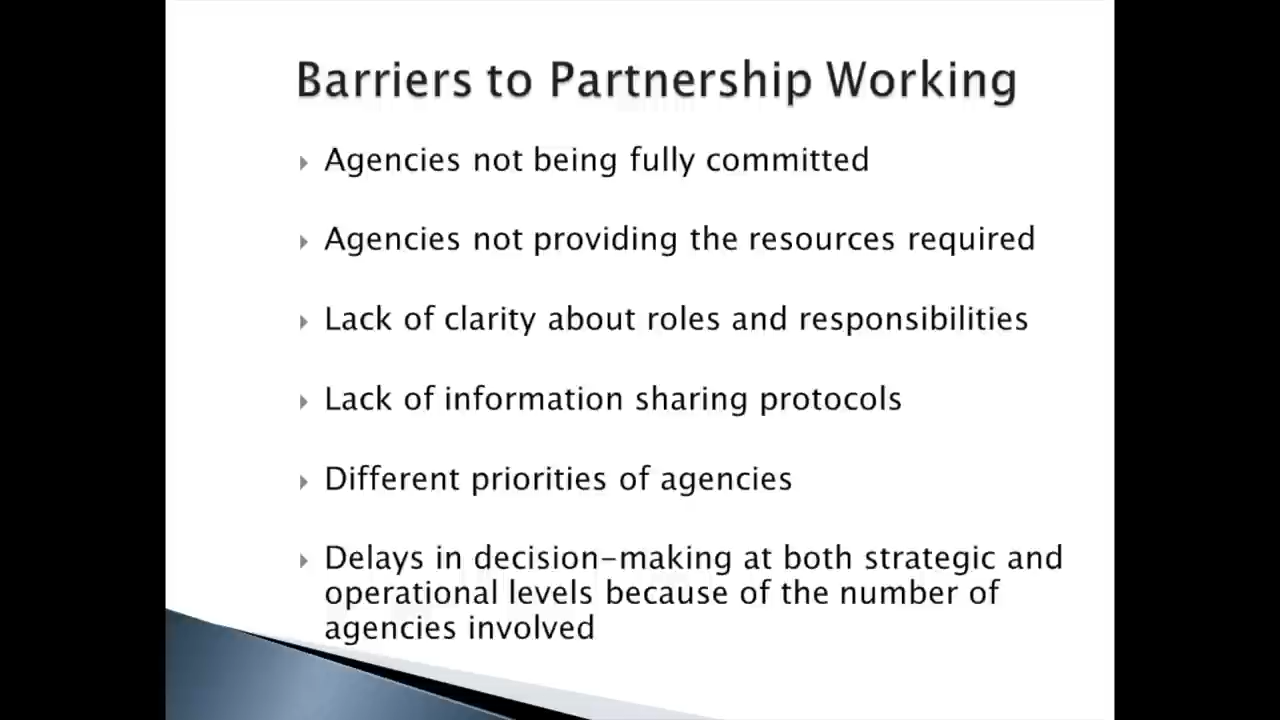 Barriers to Partnership Working
Agencies not being fully committed
Agencies not providing the resources required
Lack of clarity about roles and responsibilities
Lack of information sharing protocols
Different priorities of agencies
Delays in decision-making at both strategic and
operational levels because of the number of
agencies involved